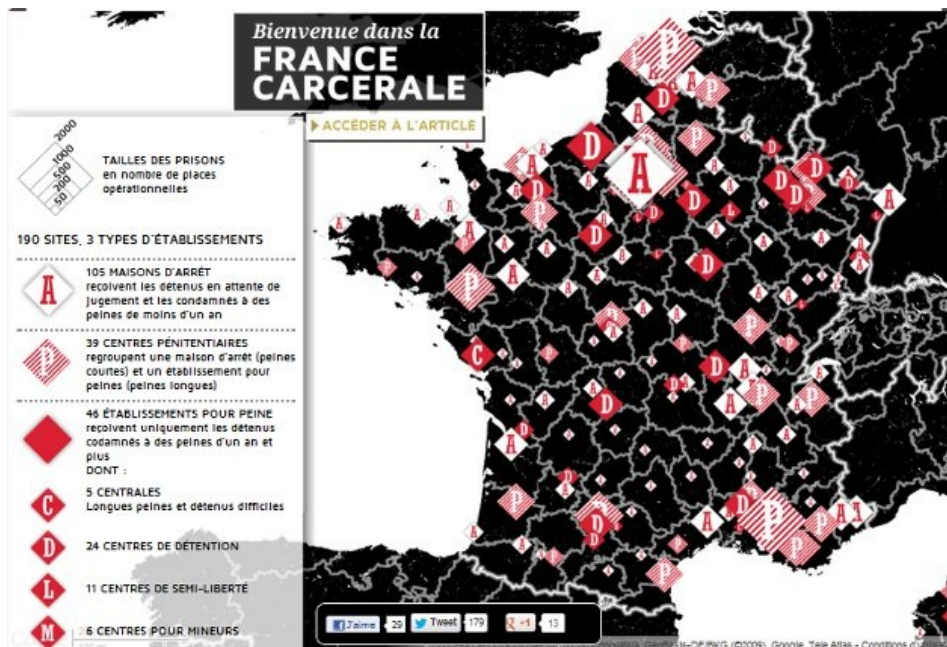 Bienvenue dans la
FRANCE
CARCERALE
ACCÉDER À L'ARTICLE
2000
1000
500
200
50
TAILLES DES PRISONS
en nombre de places
opérationnelles
190 SITES, 3 TYPES D'ÉTABLISSEMENTS
A
105 MAISONS D'ARRÊT
reçoivent les détenus en attente de
jugement et les condamnés à des
peines de moins d'un an
P
39 CENTRES PÉNITENTIAIRES
regroupent une maison d'arrêt (peines
courtes) et un établissement pour
peines (peines longues)
46 ÉTABLISSEMENTS POUR PEINE
reçoivent uniquement les détenus
codamnés à des peines d'un an et
plus
DONT :
C
5 CENTRALES
Longues peines et détenus difficiles
D
24 CENTRES DE DÉTENTION
L
11 CENTRES DE SEMI-LIBERTÉ
M
6 CENTRES POUR MINEURS
J'aime 29 Tweet 179 +1 13
(©2009), Google, Tele Atlas - Conditions